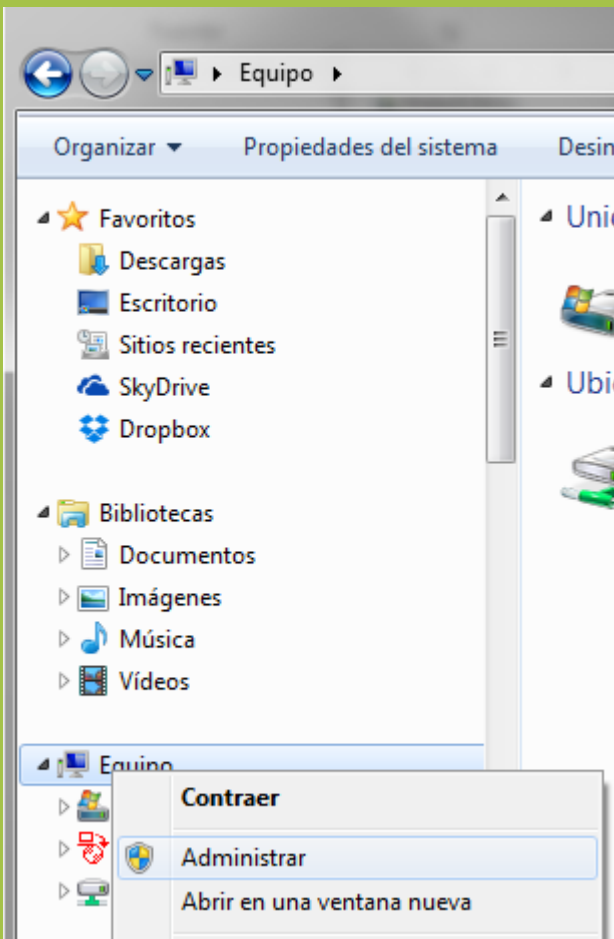 Equipo
Organizar
Propiedades del sistema
Favoritos
Descargas
Escritorio
Sitios recientes
SkyDrive
Dropbox
Bibliotecas
Documentos
Imágenes
Música
Vídeos
Equipo
Contraer
Administrar
Abrir en una ventana nueva